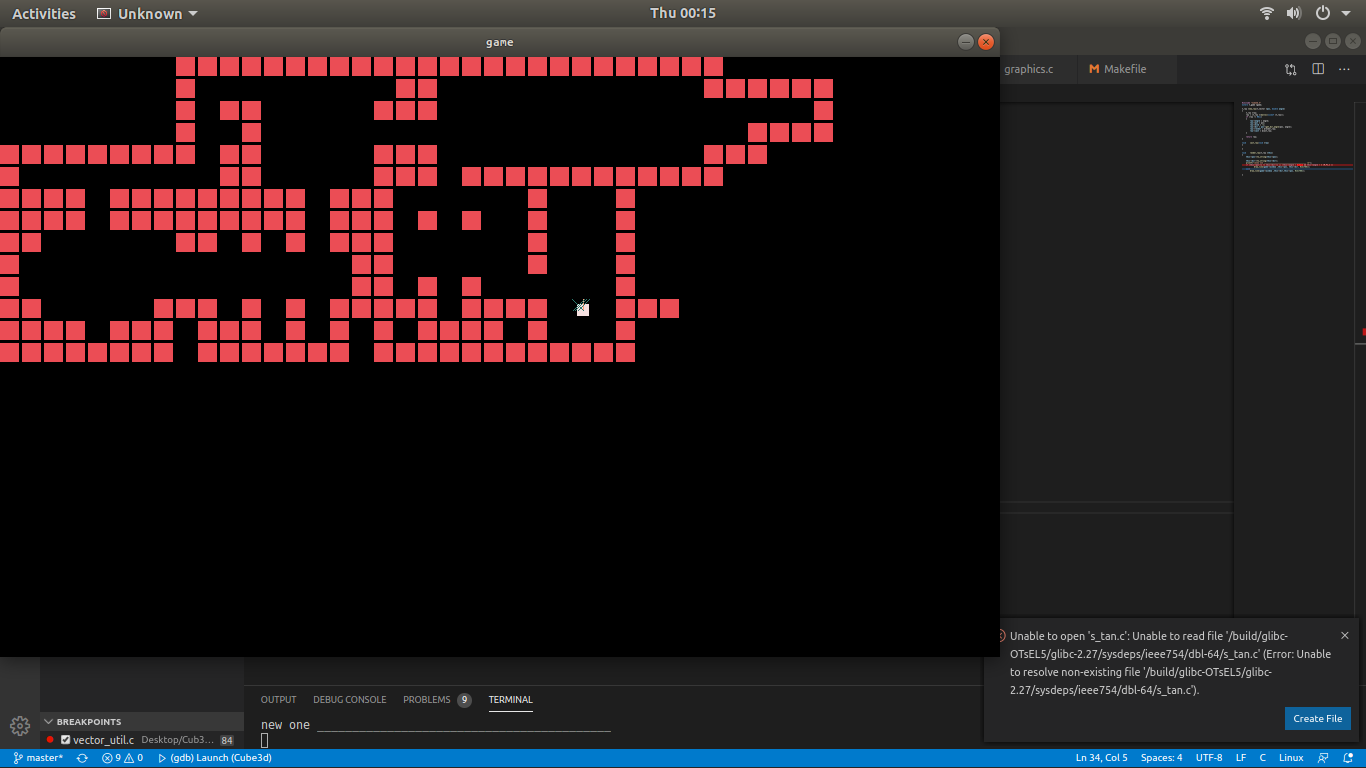 Activities Unknown Thu 00:15
game
graphics.c Makefile
Unable to open 's_tan.c': Unable to read file '/build/glibc-
OTsEL5/glibc-2.27/sysdeps/ieee754/dbl-64/s_tan.c' (Error: Unable
to resolve non-existing file '/build/glibc-OTsEL5/glibc-
2.27/sysdeps/ieee754/dbl-64/s_tan.c').
Create File
OUTPUT DEBUG CONSOLE PROBLEMS 9 TERMINAL
new one
BREAKPOINTS
vector_util.c Desktop/Cub3... 84
master* 9 0 (gdb) Launch (Cube3d) Ln 34, Col 5 Spaces: 4 UTF-8 LF C Linux